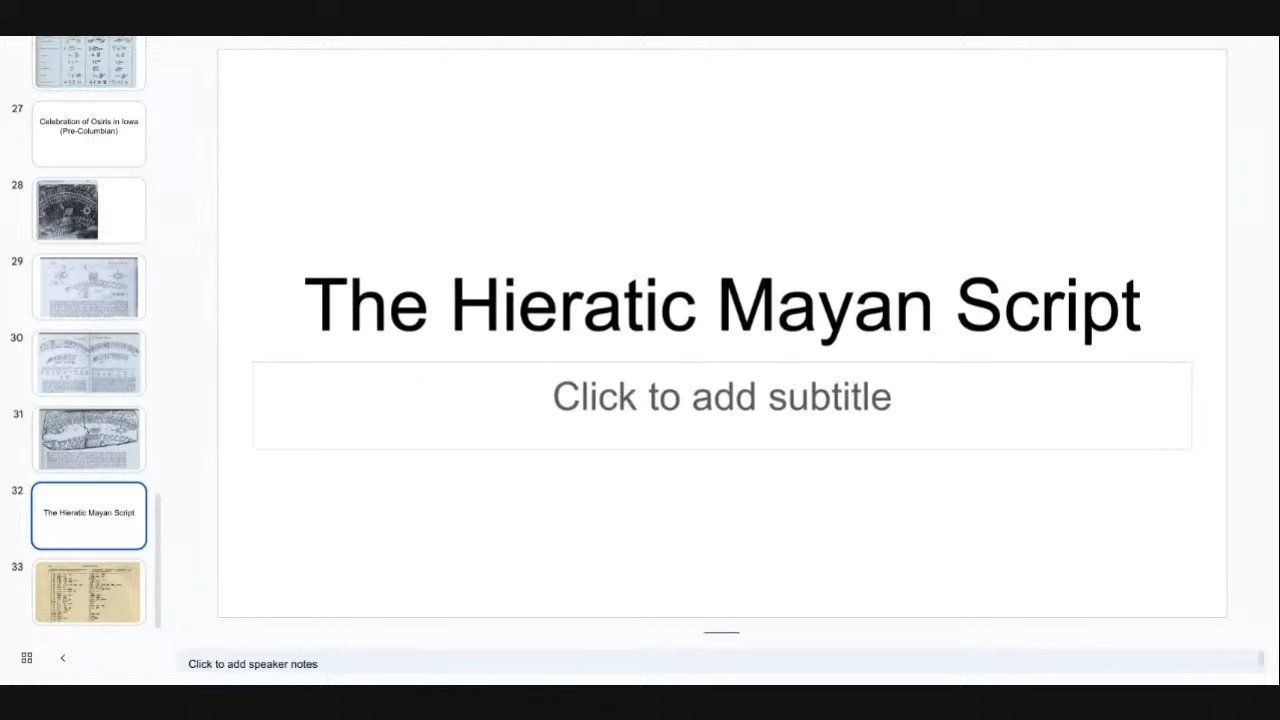 27
Celebration of Osiris in Iowa
(Pre-Columbian)
28
29
30
31
32
The Hieratic Mayan Script
33
The Hieratic Mayan Script
Click to add subtitle
Click to add speaker notes